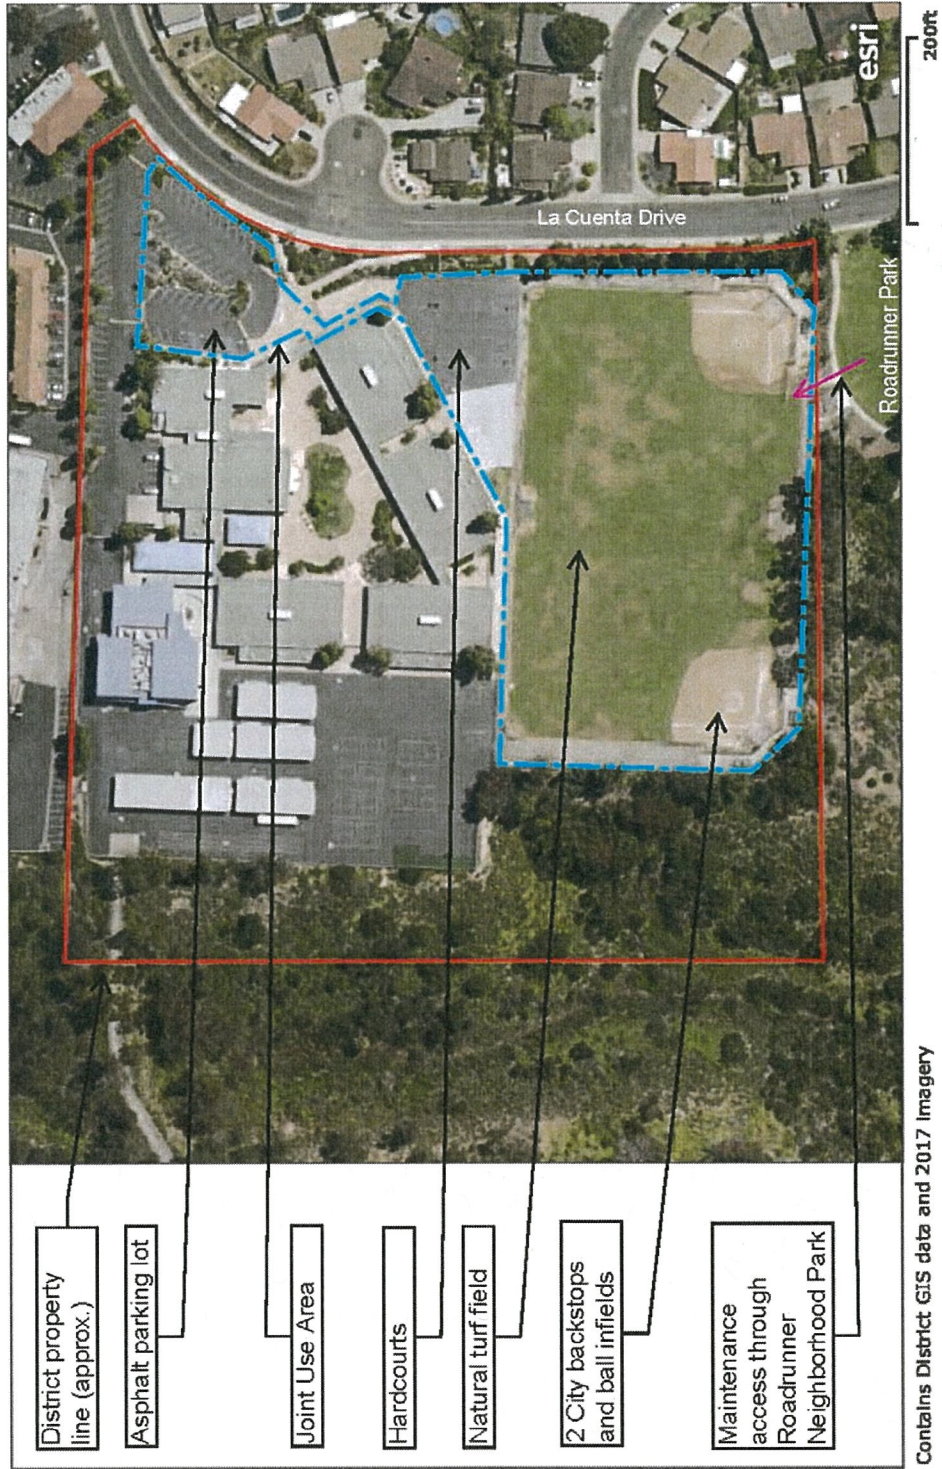 District property
line (approx.)
Asphalt parking lot
Joint Use Area
Hardcourts
Natural turf field
2 City backstops
and ball infields
Maintenance
access through
Roadrunner
Neighborhood Park
La Cuenta Drive
Roadrunner Park
esri
200ft
Contains District GIS data and 2017 imagery